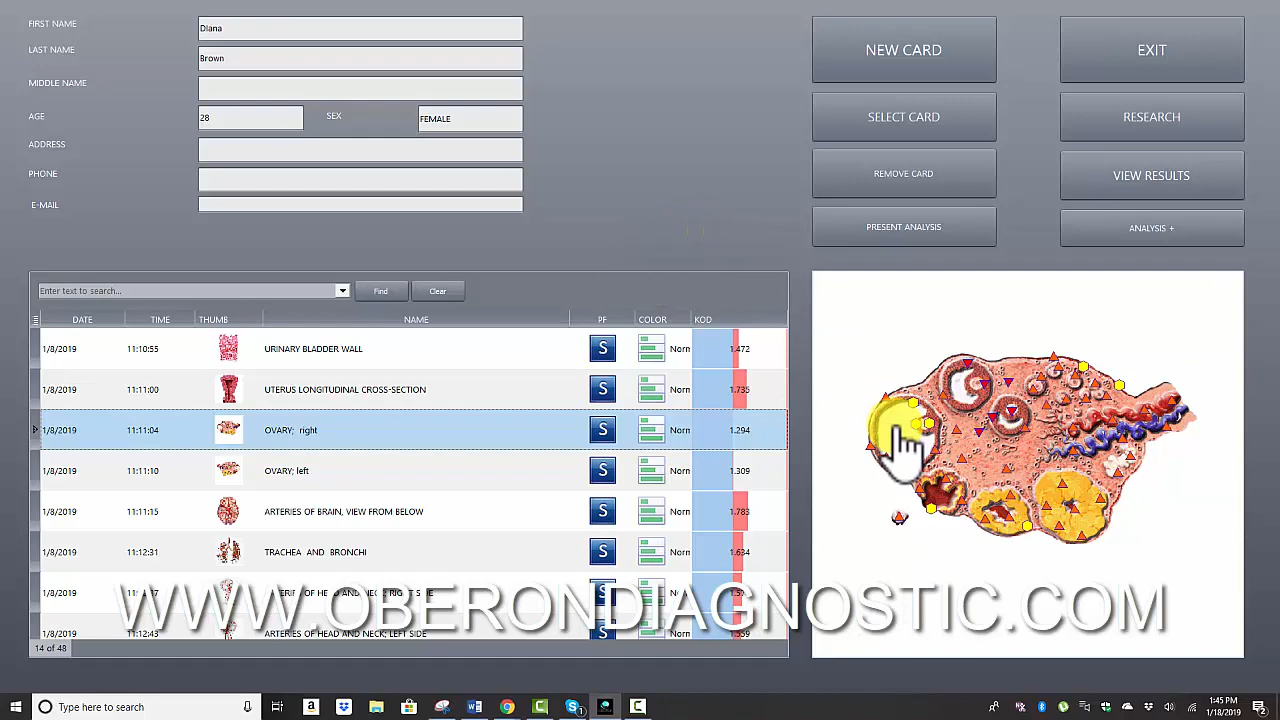 FIRST NAME Diana
LAST NAME Brown
MIDDLE NAME
AGE 28 SEX FEMALE
ADDRESS
PHONE
E-MAIL
NEW CARD EXIT
SELECT CARD RESEARCH
REMOVE CARD VIEW RESULTS
PRESENT ANALYSIS ANALYSIS +
Enter text to search... Find Clear
DATE TIME THUMB NAME PF COLOR KOD
1/8/2019 11:10:55 URINARY BLADDER WALL S Norn 1.472
1/8/2019 11:11:00 UTERUS LONGITUDINAL CROSS-SECTION S Norn 1.735
1/8/2019 11:11:04 OVARY; right S Norn 1.294
1/8/2019 11:11:10 OVARY; left S Norn 1.309
1/8/2019 11:11:15 ARTERIES OF BRAIN, VIEW FROM BELOW S Norn 1.783
1/8/2019 11:12:31 TRACHEA AND BRONCHI S Norn 1.634
WWW.OBERONDIAGNOSTIC.COM
1/8/2019 11:12:43 ARTERIES OF HEAD AND NECK; LEFT SIDE S Norn 1.559
14 of 48
Type here to search
1:45 PM
1/18/2019